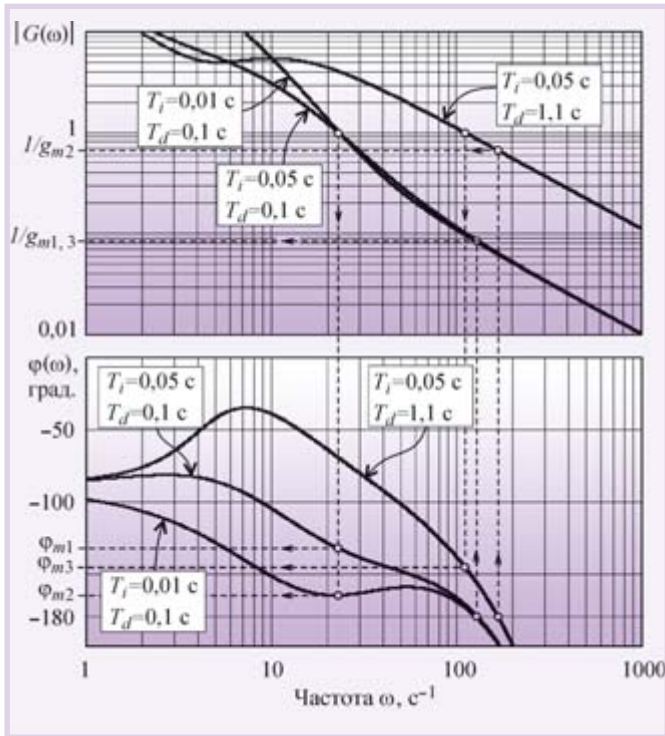 |G(ω)|
1
1/gm2
1/gm1, 3
0,01
Ti=0,01 с
Td=0,1 с
Ti=0,05 с
Td=0,1 с
Ti=0,05 с
Td=1,1 с
φ(ω),
град.
−50
−100
φm1
φm3
φm2
−180
Ti=0,05 с
Td=0,1 с
Ti=0,05 с
Td=1,1 с
Ti=0,01 с
Td=0,1 с
1
10
100
1000
Частота ω, с⁻¹